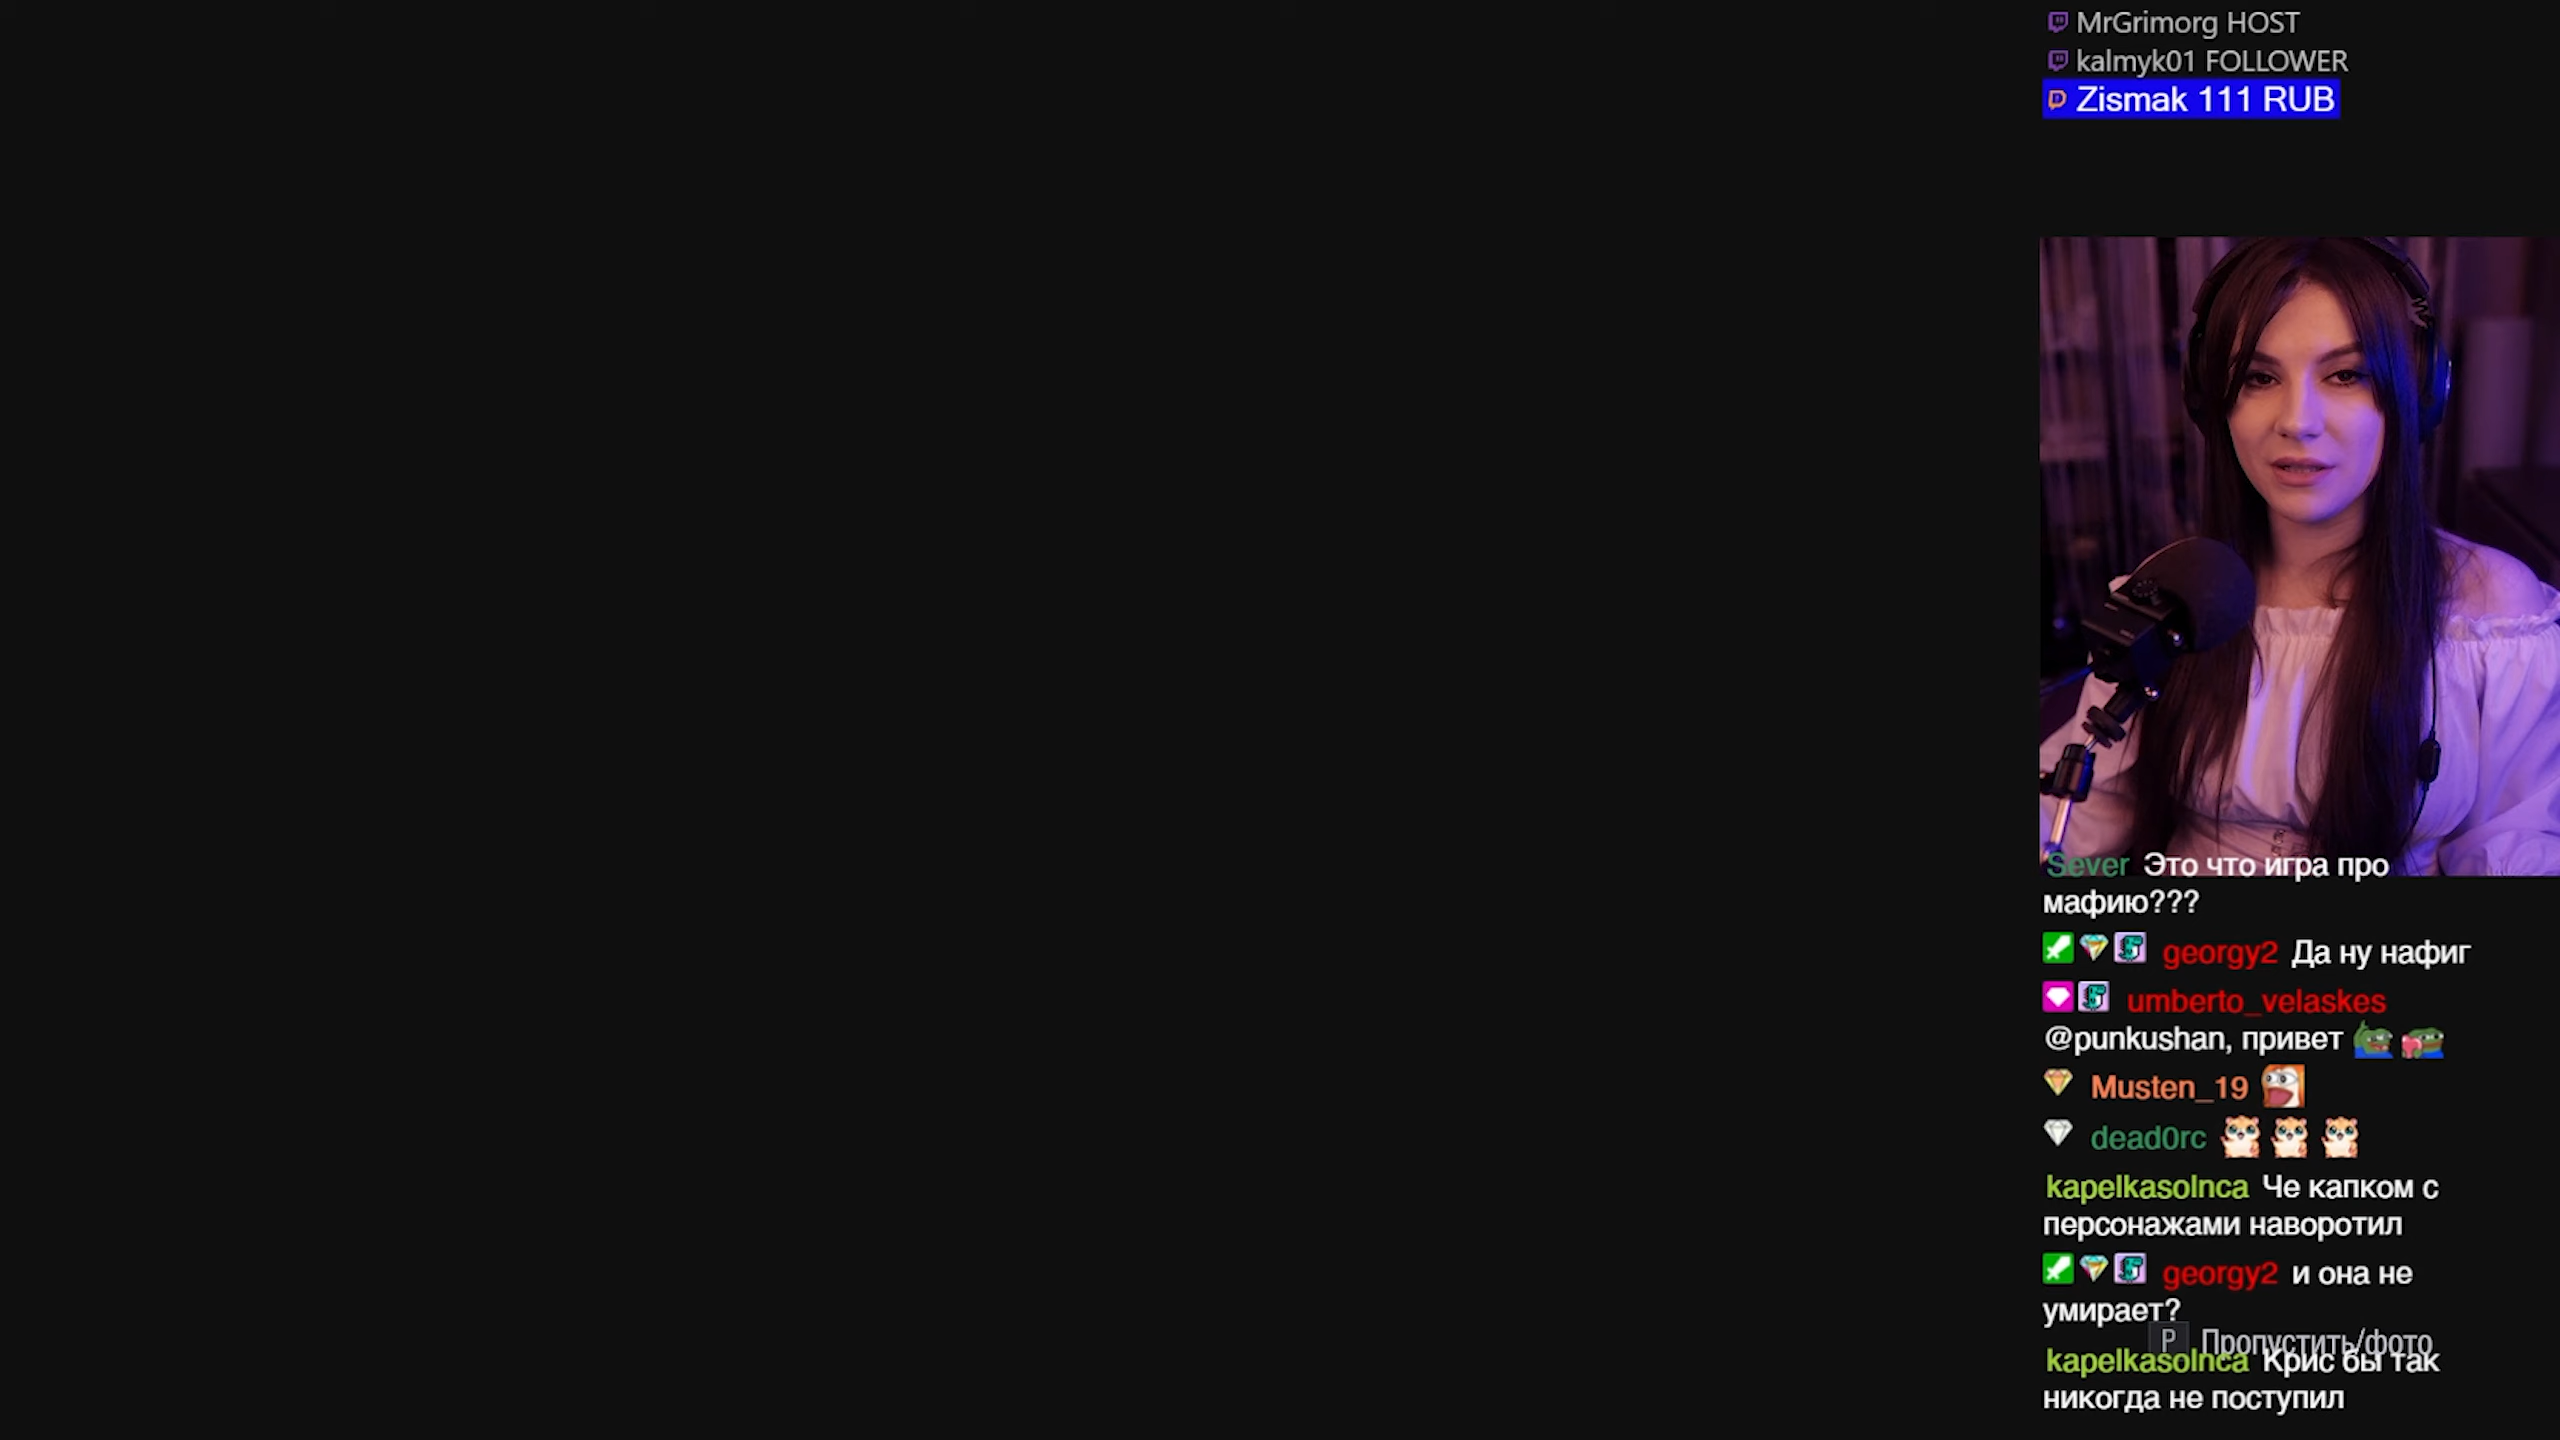 MrGrimorg HOST
kalmyk01 FOLLOWER
Zismak 111 RUB
Sever Это что игра про
мафию???
georgy2 Да ну нафиг
umberto_velaskes
@punkushan, привет
Musten_19
dead0rc
kapelkasolnca Че капком с
персонажами наворотил
georgy2 и она не
умирает?
P Пропустить/фото
kapelkasolnca Крис бы так
никогда не поступил